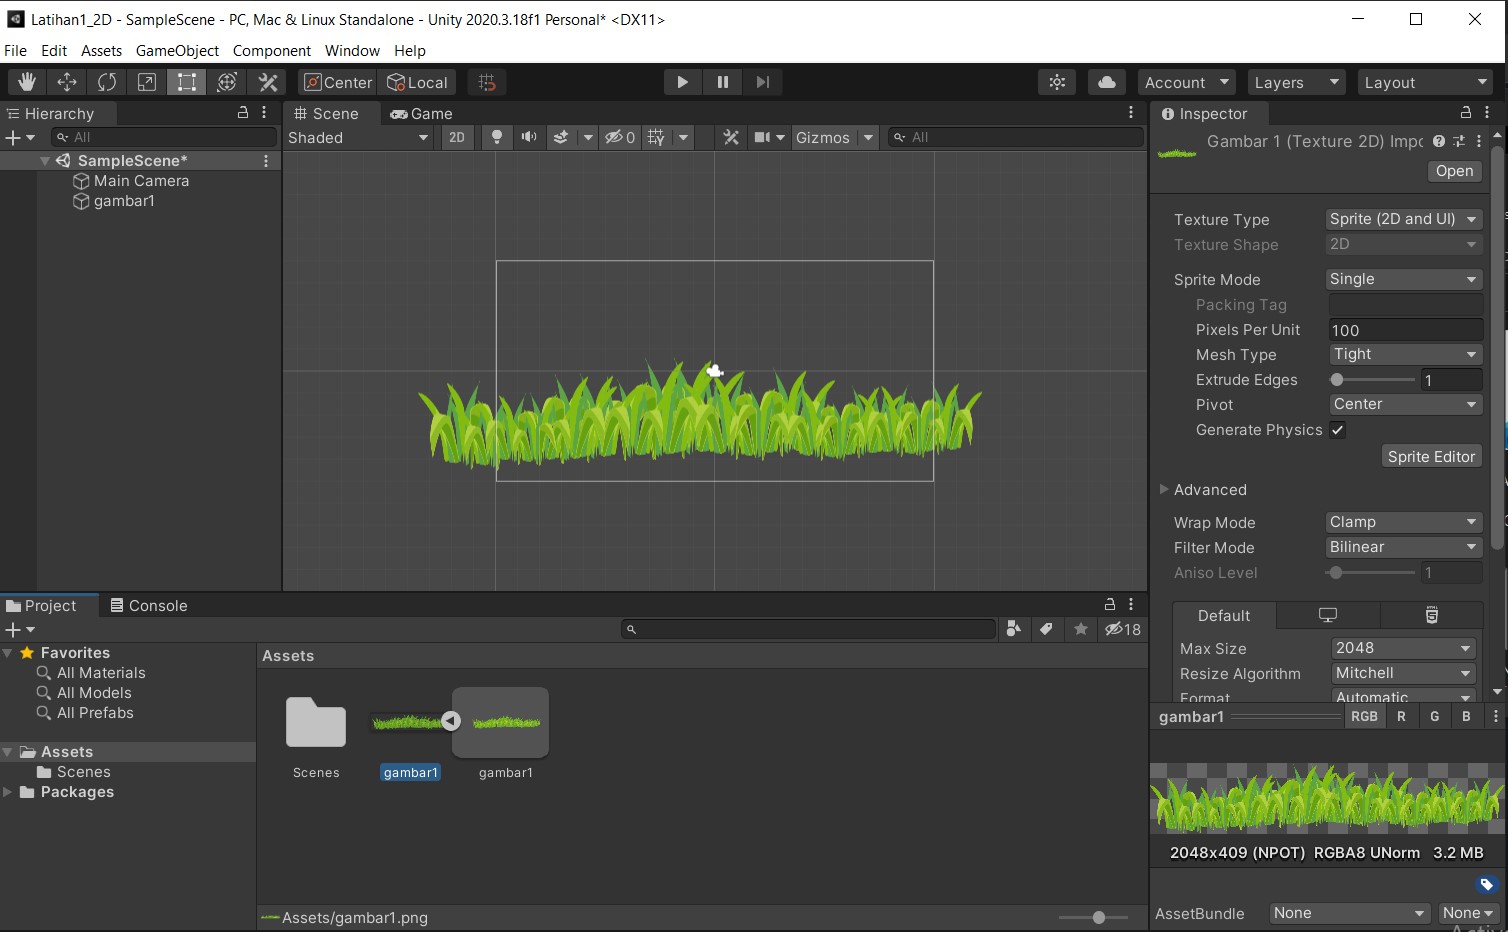 Latihan1_2D - SampleScene - PC, Mac & Linux Standalone - Unity 2020.3.18f1 Personal* <DX11>
File Edit Assets GameObject Component Window Help
Center Local Account Layers Layout
Hierarchy
All
SampleScene*
Main Camera
gambar1
Scene Game
Shaded 2D 0 Gizmos All
Inspector
Gambar 1 (Texture 2D) Impo
Open
Texture Type Sprite (2D and UI)
Texture Shape 2D
Sprite Mode Single
Packing Tag
Pixels Per Unit 100
Mesh Type Tight
Extrude Edges 1
Pivot Center
Generate Physics
Sprite Editor
Advanced
Wrap Mode Clamp
Filter Mode Bilinear
Aniso Level 1
Default
Max Size 2048
Resize Algorithm Mitchell
Format Automatic
gambar1 RGB R G B
2048x409 (NPOT) RGBA8 UNorm 3.2 MB
AssetBundle None None
Project Console
18
Favorites
All Materials
All Models
All Prefabs
Assets
Scenes
Packages
Assets
Scenes gambar1 gambar1
Assets/gambar1.png